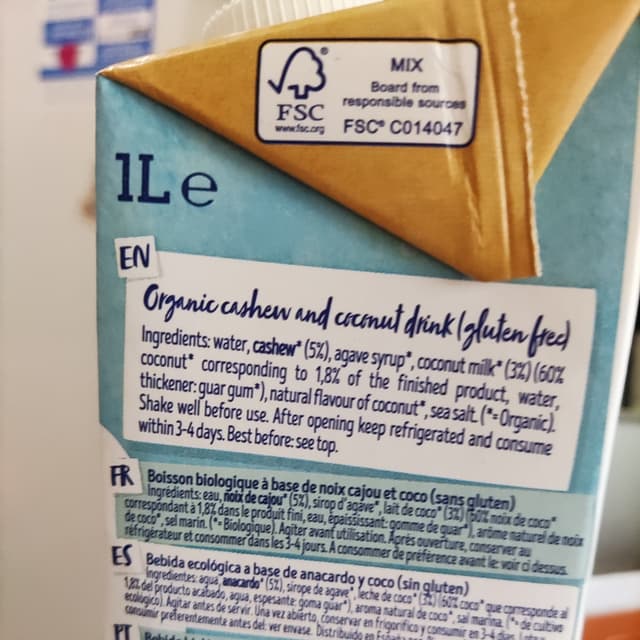 MIX
Board from
responsible sources
FSC® C014047
FSC
www.fsc.org
1L e
EN
Organic cashew and coconut drink (gluten free)
Ingredients: water, cashew* (5%), agave syrup*, coconut milk* (3%) (60%
coconut* corresponding to 1,8% of the finished product, water,
thickener: guar gum*), natural flavour of coconut*, sea salt. (*=Organic).
Shake well before use. After opening keep refrigerated and consume
within 3-4 days. Best before: see top.
FR
Boisson biologique à base de noix cajou et coco (sans gluten)
Ingrédients: eau, noix de cajou* (5%), sirop d'agave*, lait de coco* (3%) (60% noix de coco*
correspondant à 1,8% dans le produit fini, eau, épaississant: gomme de guar*), arôme naturel de noix
de coco*, sel marin. (*= Biologique). Agiter avant utilisation. Après ouverture, conserver au
réfrigérateur et consommer dans les 3-4 jours. A consommer de préférence avant le: voir ci dessus.
ES
Bebida ecológica a base de anacardo y coco (sin gluten)
Ingredientes: agua, anacardo* (5%), sirope de agave*, leche de coco* (3%) (60% coco* que corresponde al
1,8% del producto acabado, agua, espesante: goma guar*), aroma natural de coco*, sal marina. (*= de cultivo
ecológico). Agitar antes de servir. Una vez abierto, conservar en frigorífico y consumir en 3-4 días.
consumir preferentemente antes del: ver envase. Distribuido en
PT
Bebida